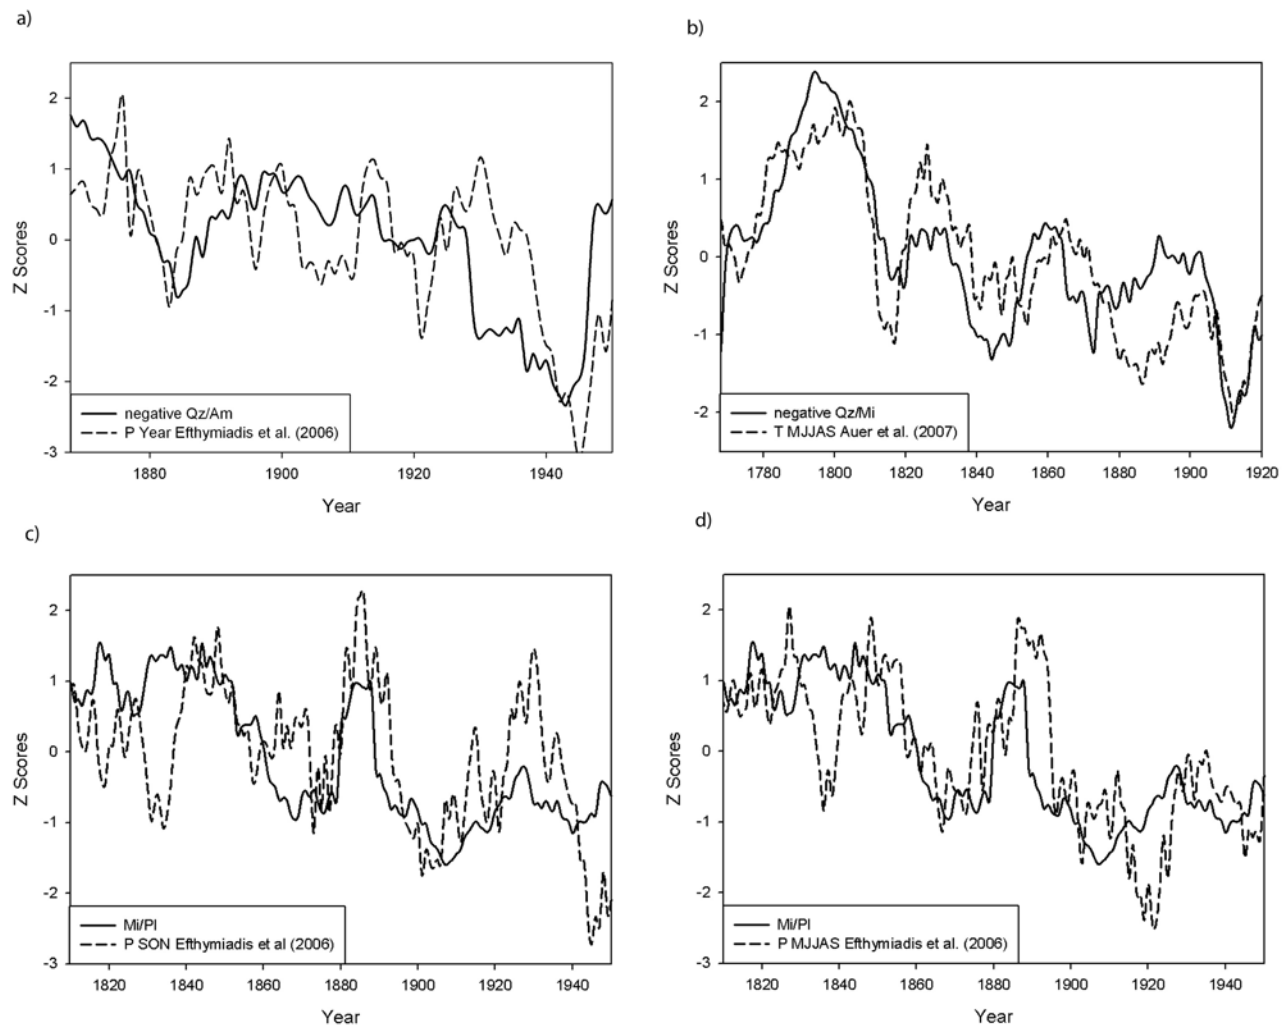 a)
2
1
0
-1
-2
-3
Z Scores
negative Qz/Am
P Year Efthymiadis et al. (2006)
1880
1900
1920
1940
Year
b)
2
1
0
-1
-2
Z Scores
negative Qz/Mi
T MJJAS Auer et al. (2007)
1780
1800
1820
1840
1860
1880
1900
1920
Year
c)
2
1
0
-1
-2
-3
Z Scores
Mi/Pl
P SON Efthymiadis et al (2006)
1820
1840
1860
1880
1900
1920
1940
Year
d)
2
1
0
-1
-2
-3
Z Scores
Mi/Pl
P MJJAS Efthymiadis et al. (2006)
1820
1840
1860
1880
1900
1920
1940
Year